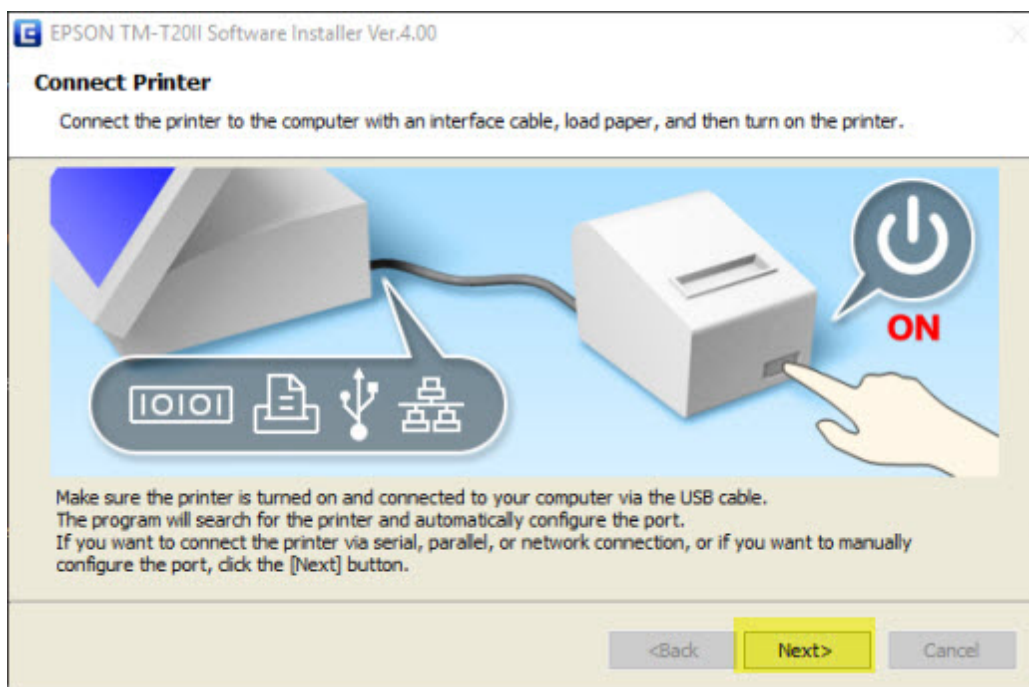 EPSON TM-T20II Software Installer Ver.4.00
Connect Printer
Connect the printer to the computer with an interface cable, load paper, and then turn on the printer.
ON
IOIOI
Make sure the printer is turned on and connected to your computer via the USB cable.
The program will search for the printer and automatically configure the port.
If you want to connect the printer via serial, parallel, or network connection, or if you want to manually
configure the port, click the [Next] button.
<Back Next> Cancel